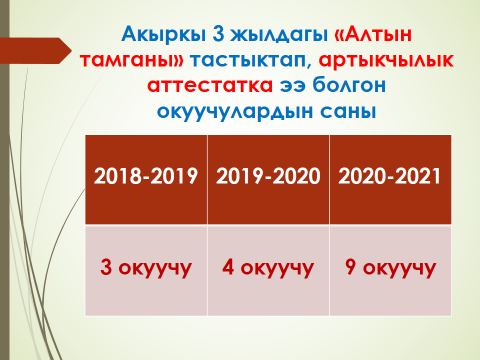 Акыркы 3 жылдагы «Алтын
тамганы» тастыктап, артыкчылык
аттестатка ээ болгон
окуучулардын саны
2018-2019 2019-2020 2020-2021
3 окуучу 4 окуучу 9 окуучу